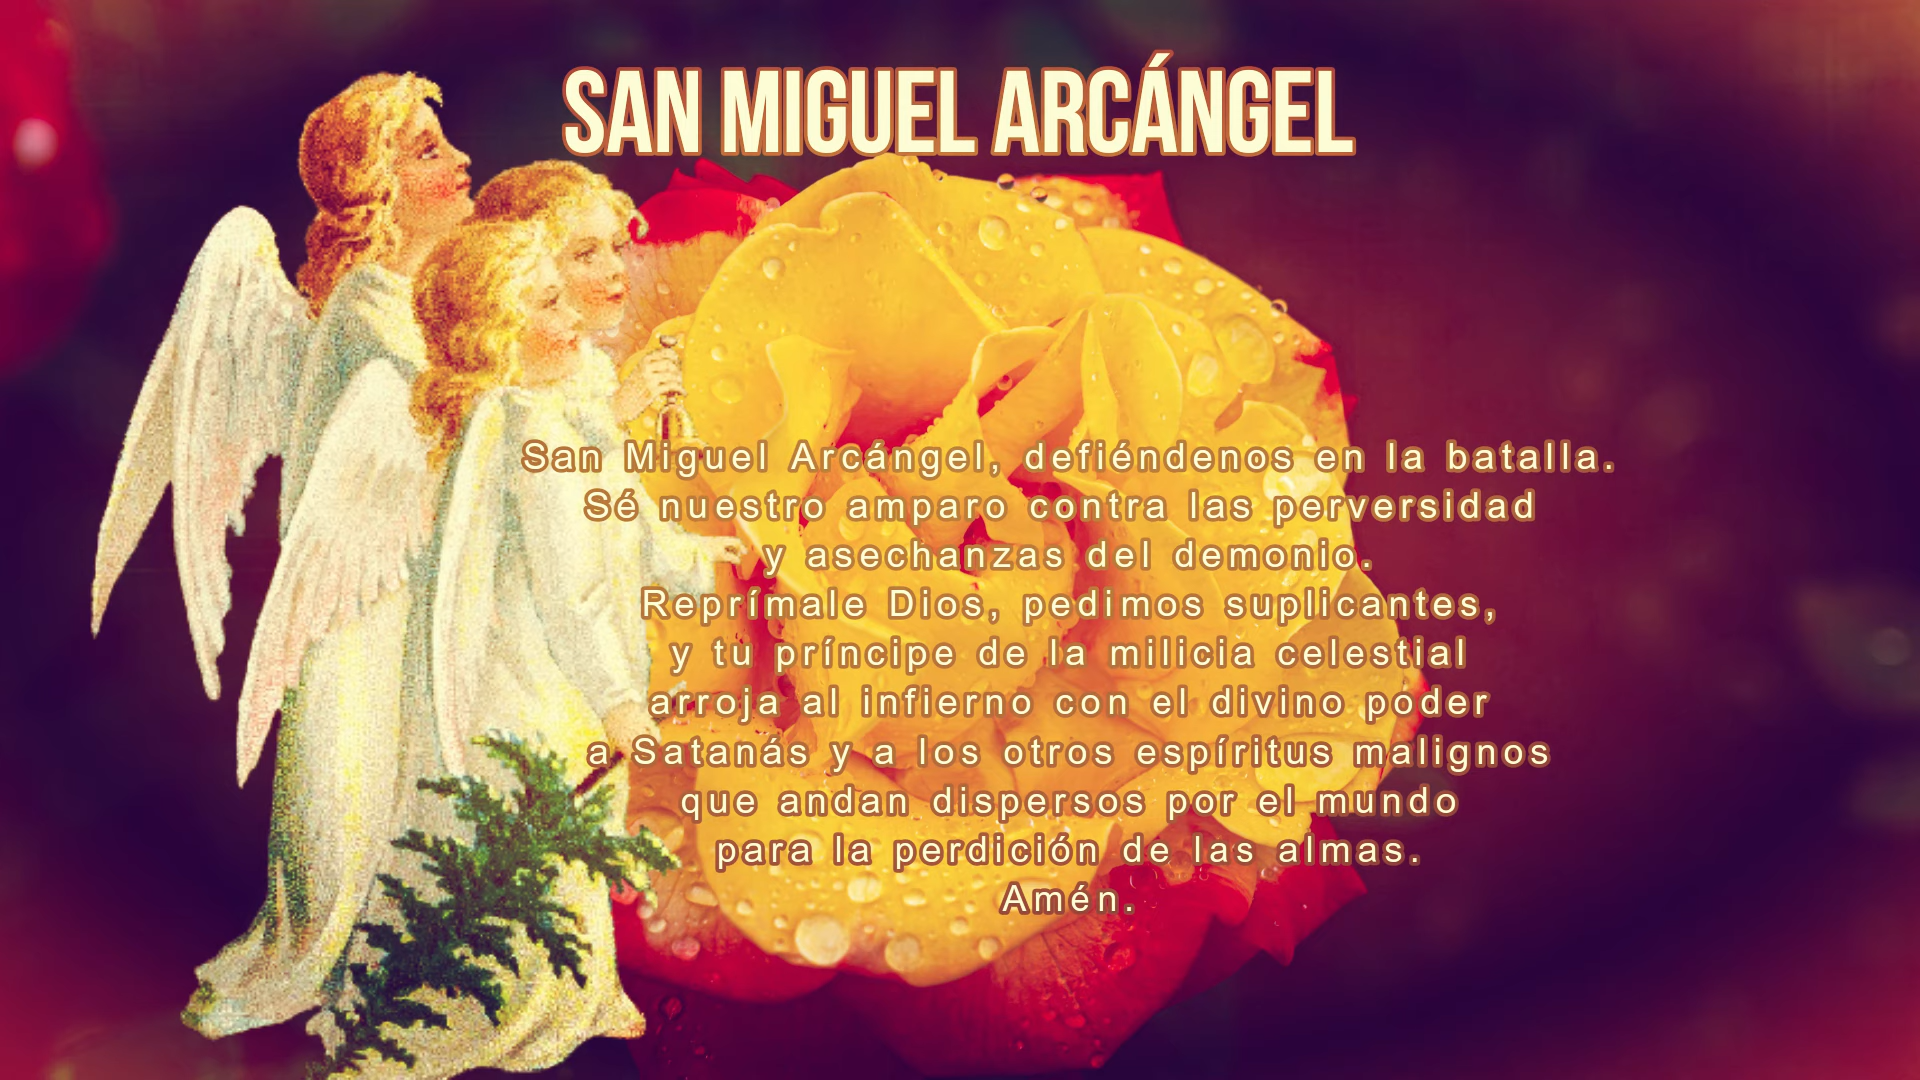 SAN MIGUEL ARCÁNGEL
San Miguel Arcángel, defiéndenos en la batalla.
Sé nuestro amparo contra las perversidad
y asechanzas del demonio.
Reprímale Dios, pedimos suplicantes,
y tu príncipe de la milicia celestial
arroja al infierno con el divino poder
a Satanás y a los otros espíritus malignos
que andan dispersos por el mundo
para la perdición de las almas.
Amén.